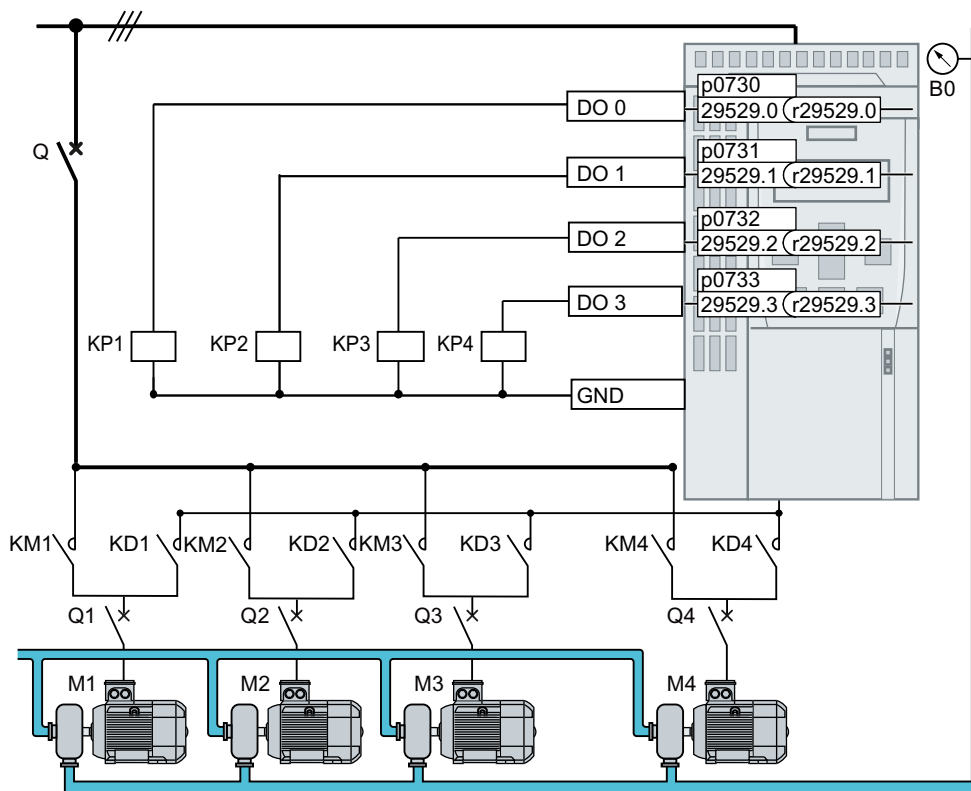 B0
p0730
DO 0
29529.0 r29529.0
Q
p0731
DO 1
29529.1 r29529.1
p0732
DO 2
29529.2 r29529.2
p0733
DO 3
29529.3 r29529.3
KP1 KP2 KP3 KP4
GND
KM1 KD1 KM2 KD2 KM3 KD3 KM4 KD4
Q1 Q2 Q3 Q4
M1 M2 M3 M4